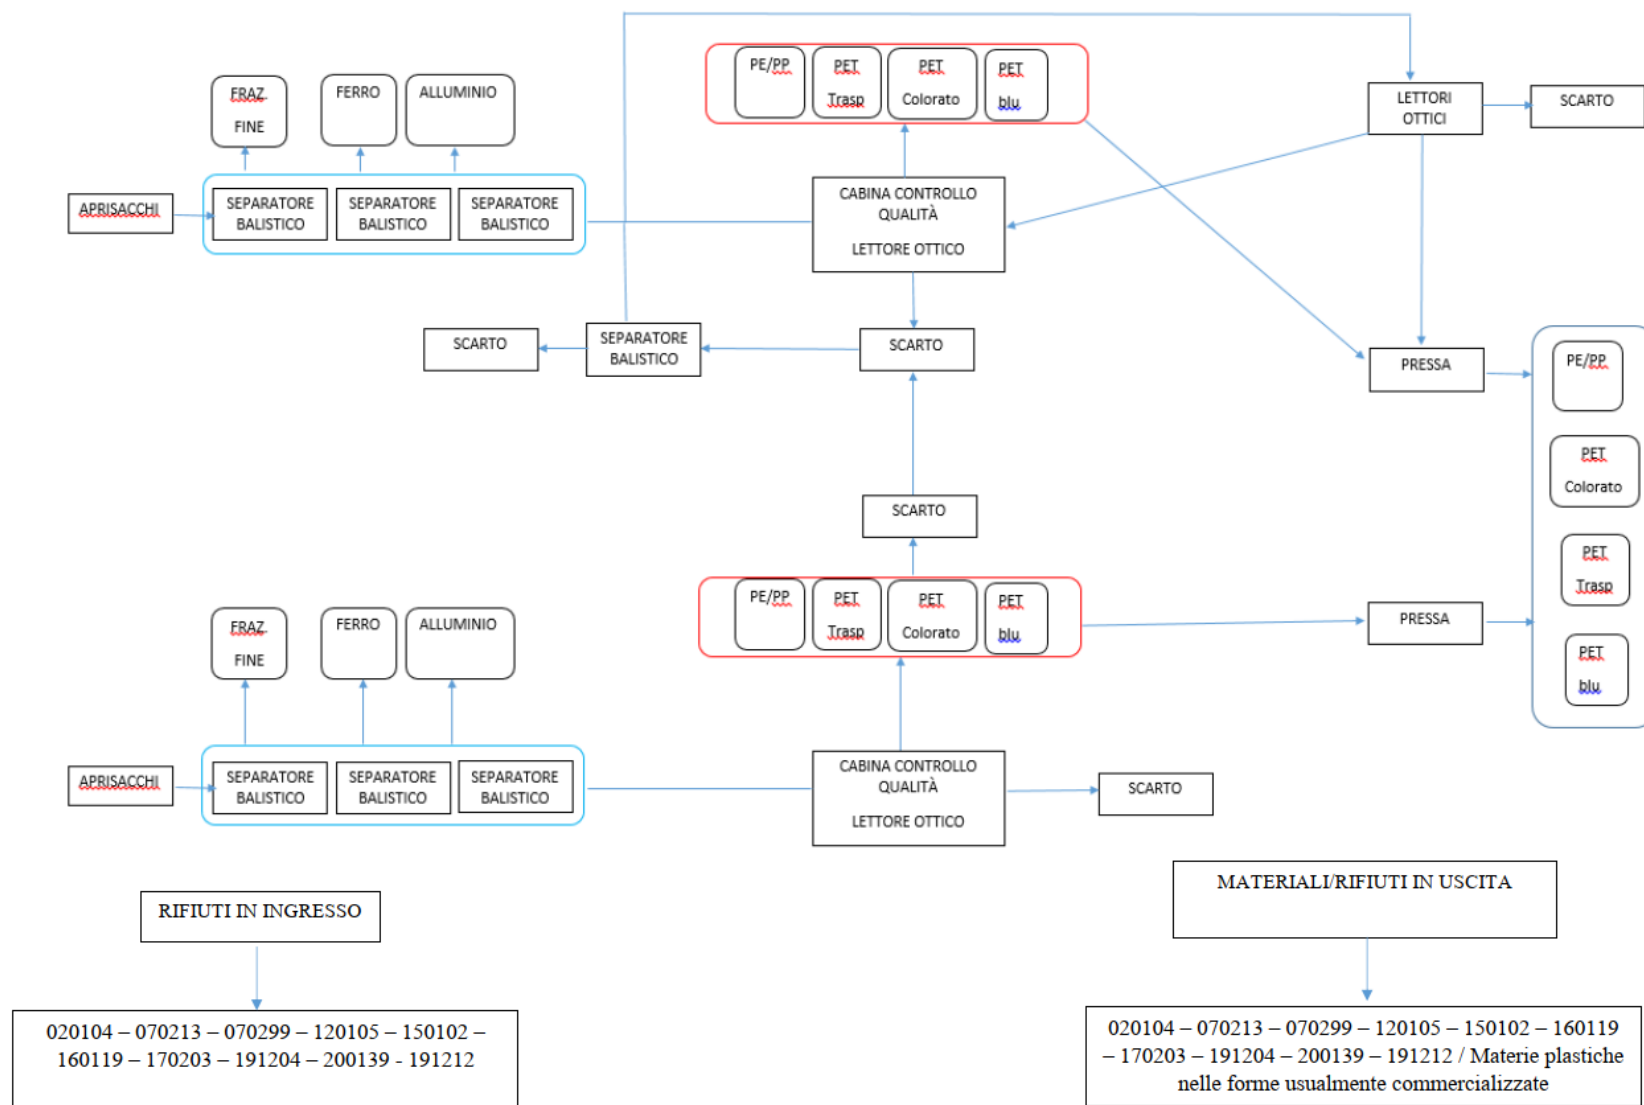 PE/PP
PET
Trasp
PET
Colorato
PET
blu
FRAZ.
FINE
FERRO
ALLUMINIO
LETTORI
OTTICI
SCARTO
APRISACCHI
SEPARATORE
BALISTICO
SEPARATORE
BALISTICO
SEPARATORE
BALISTICO
CABINA CONTROLLO
QUALITÀ
LETTORE OTTICO
SCARTO
SEPARATORE
BALISTICO
SCARTO
PRESSA
PE/PP
PET
Colorato
PET
Trasp
PET
blu
SCARTO
PE/PP
PET
Trasp
PET
Colorato
PET
blu
PRESSA
FRAZ.
FINE
FERRO
ALLUMINIO
APRISACCHI
SEPARATORE
BALISTICO
SEPARATORE
BALISTICO
SEPARATORE
BALISTICO
CABINA CONTROLLO
QUALITÀ
LETTORE OTTICO
SCARTO
RIFIUTI IN INGRESSO
020104 – 070213 – 070299 – 120105 – 150102 –
160119 – 170203 – 191204 – 200139 - 191212
MATERIALI/RIFIUTI IN USCITA
020104 – 070213 – 070299 – 120105 – 150102 – 160119
– 170203 – 191204 – 200139 – 191212 / Materie plastiche
nelle forme usualmente commercializzate